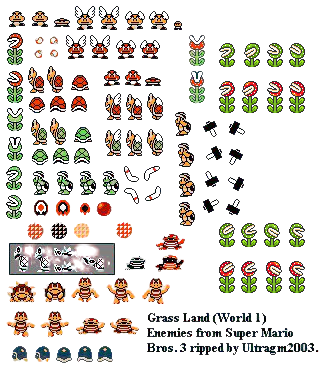 Grass Land (World 1)
Enemies from Super Mario
Bros. 3 ripped by Ultragm2003.